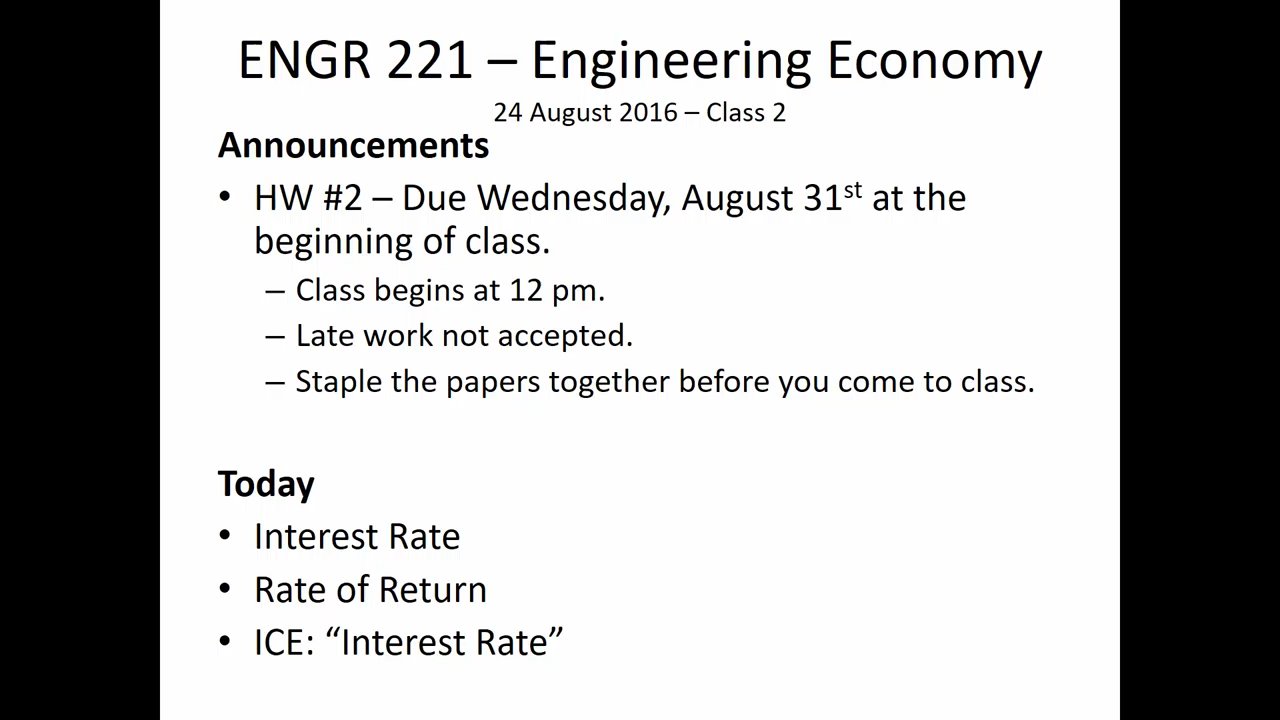 ENGR 221 – Engineering Economy
24 August 2016 – Class 2
Announcements
• HW #2 – Due Wednesday, August 31st at the
beginning of class.
– Class begins at 12 pm.
– Late work not accepted.
– Staple the papers together before you come to class.
Today
• Interest Rate
• Rate of Return
• ICE: “Interest Rate”